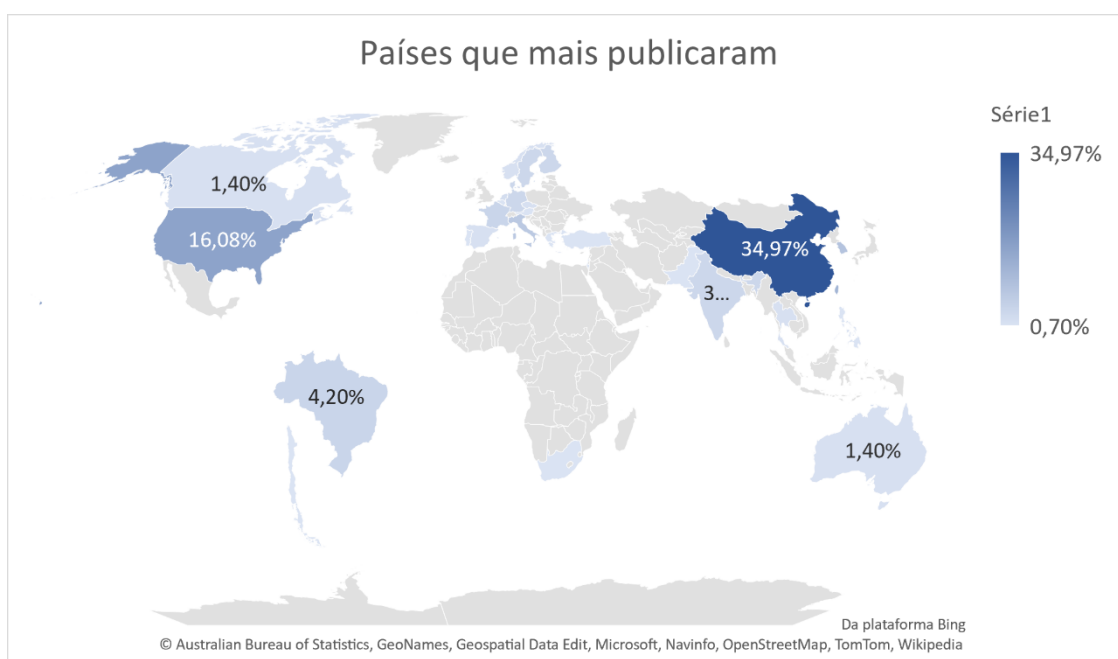 Países que mais publicaram
Série1
34,97%
0,70%
1,40%
16,08%
34,97%
3...
4,20%
1,40%
Da plataforma Bing
© Australian Bureau of Statistics, GeoNames, Geospatial Data Edit, Microsoft, Navinfo, OpenStreetMap, TomTom, Wikipedia